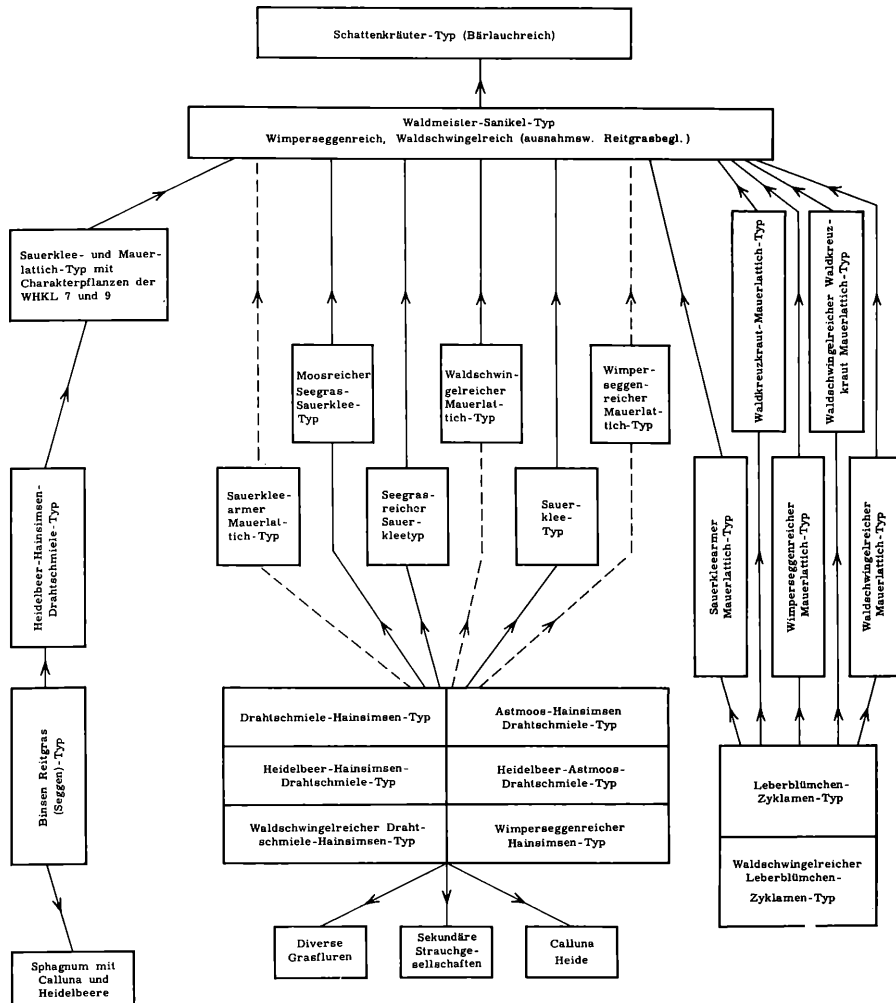 Schattenkräuter-Typ (Bärlauchreich)
Waldmeister-Sanikel-Typ
Wimperseggenreich, Waldschwingelreich (ausnahmsw. Reitgrasbegl.)
Sauerklee- und Mauer-
lattich-Typ mit
Charakterpflanzen der
WHKL 7 und 9
Waldkreuzkraut-Mauerlattich-Typ
Waldschwingelreicher Waldkreuz-
kraut Mauerlattich-Typ
Moosreicher
Seegras-
Sauerklee-
Typ
Waldschwin-
gelreicher
Mauerlat-
tich-Typ
Wimper-
seggen-
reicher
Mauerlat-
tich-Typ
Heidelbeer-Hainsimsen-
Drahtschmiele-Typ
Sauerklee-
armer
Mauerlat-
tich-Typ
Seegras-
reicher
Sauer-
kleetyp
Sauer-
klee-
Typ
Sauerkleearmer
Mauerlattich-Typ
Wimperseggenreicher
Mauerlattich-Typ
Waldschwingelreicher
Mauerlattich-Typ
Binsen Reitgras
(Seggen)-Typ
Drahtschmiele-Hainsimsen-Typ
Astmoos-Hainsimsen
Drahtschmiele-Typ
Heidelbeer-Hainsimsen-
Drahtschmiele-Typ
Heidelbeer-Astmoos-
Drahtschmiele-Typ
Waldschwingelreicher Draht-
schmiele-Hainsimsen-Typ
Wimperseggenreicher
Hainsimsen-Typ
Leberblümchen-
Zyklamen-Typ
Waldschwingelreicher
Leberblümchen-
Zyklamen-Typ
Diverse
Grasfluren
Sekundäre
Strauchge-
sellschaften
Calluna
Heide
Sphagnum mit
Calluna und
Heidelbeere